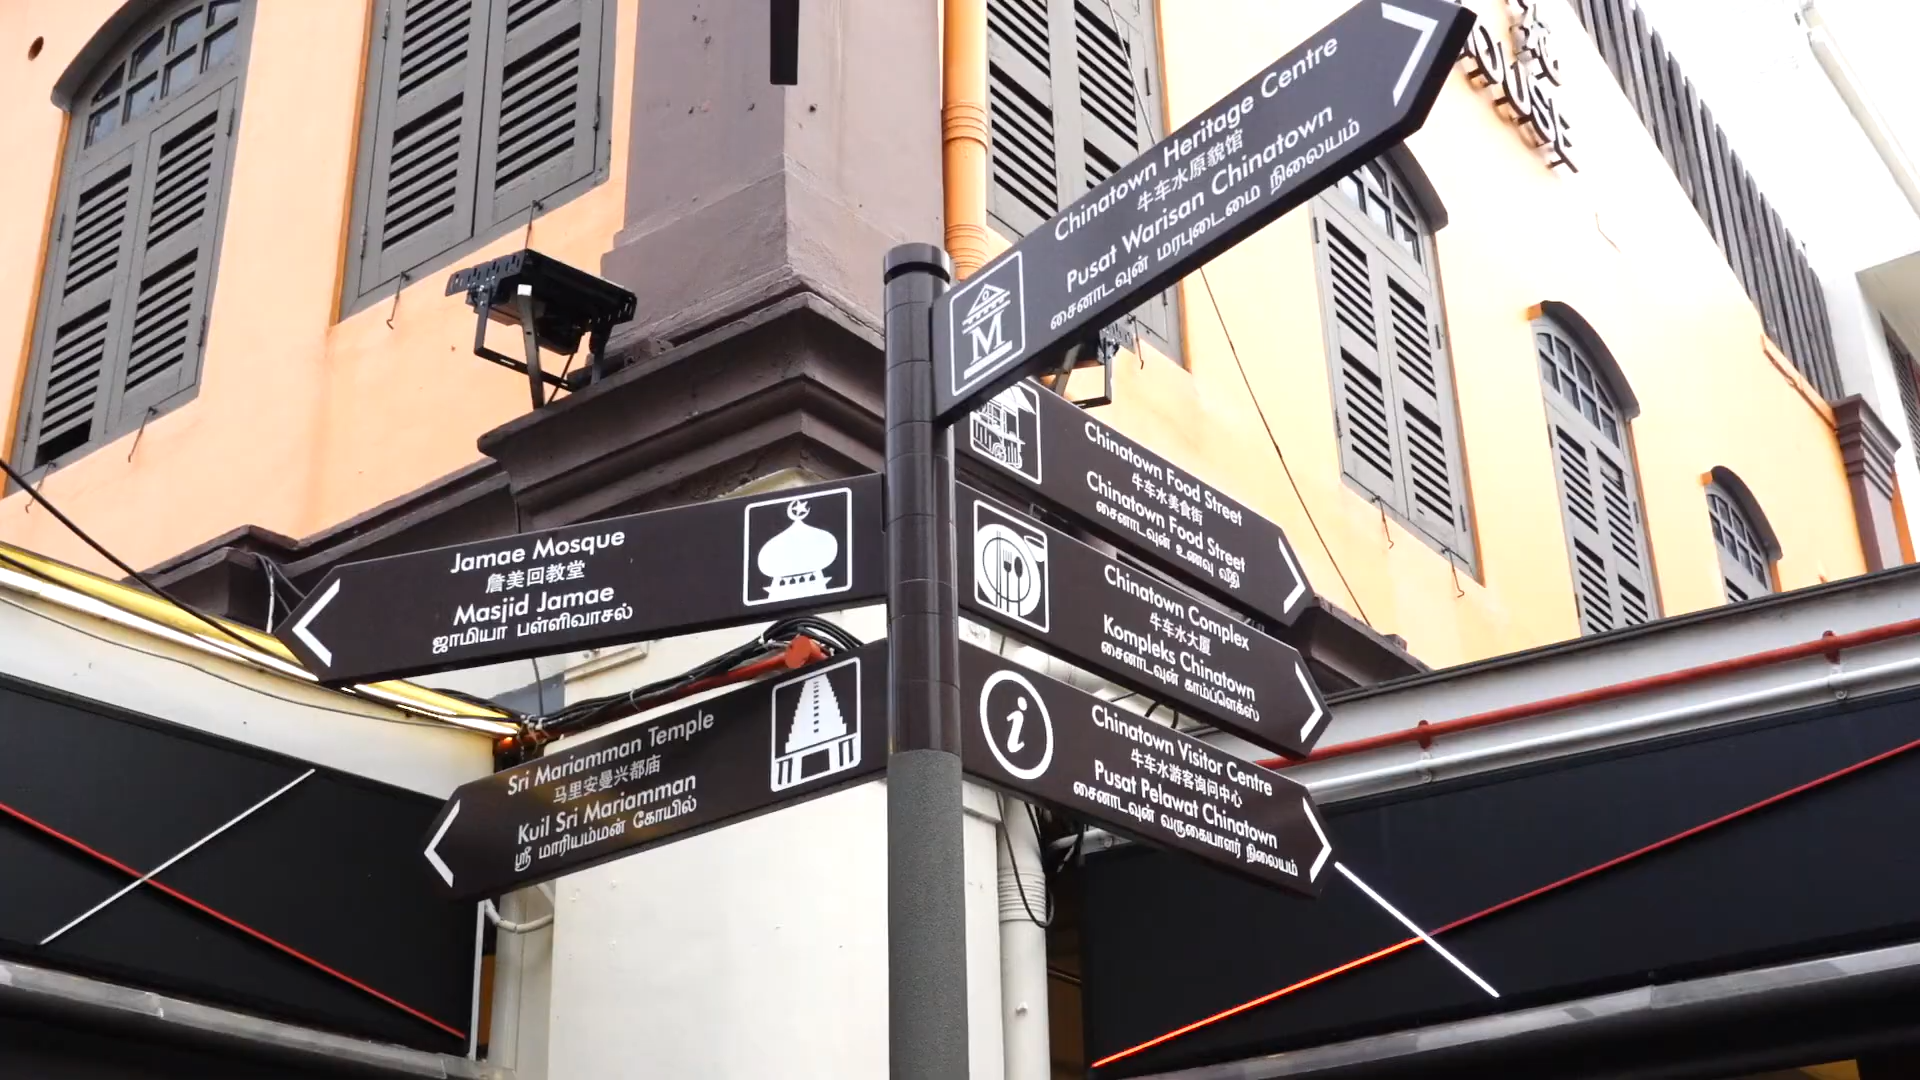 Chinatown Heritage Centre
牛车水原貌馆
Pusat Warisan Chinatown
சைனாடவுன் மரபுடைமை நிலையம்
M
Chinatown Food Street
牛车水美食街
Chinatown Food Street
சைனாடவுன் உணவு வீதி
Jamae Mosque
詹美回教堂
Masjid Jamae
ஜாமியா பள்ளிவாசல்
Chinatown Complex
牛车水大厦
Kompleks Chinatown
சைனாடவுன் காம்ப்ளெக்ஸ்
Sri Mariamman Temple
马里安曼兴都庙
Kuil Sri Mariamman
ஸ்ரீ மாரியம்மன் கோயில்
i
Chinatown Visitor Centre
牛车水游客询问中心
Pusat Pelawat Chinatown
சைனாடவுன் வருகையாளர் நிலையம்